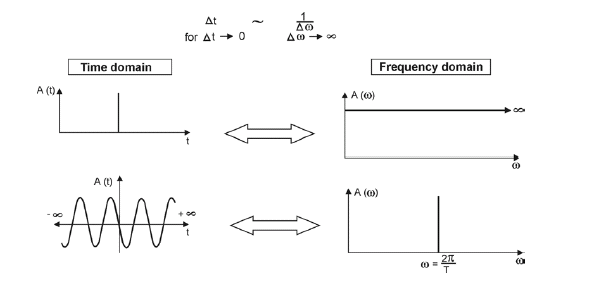 Δt ~ 1/Δω
for Δt → 0 Δω → ∞
Time domain
Frequency domain
A (t)
t
A (ω)
∞
ω
A (t)
- ∞
+ ∞
t
A (ω)
ω = 2π/T
ω